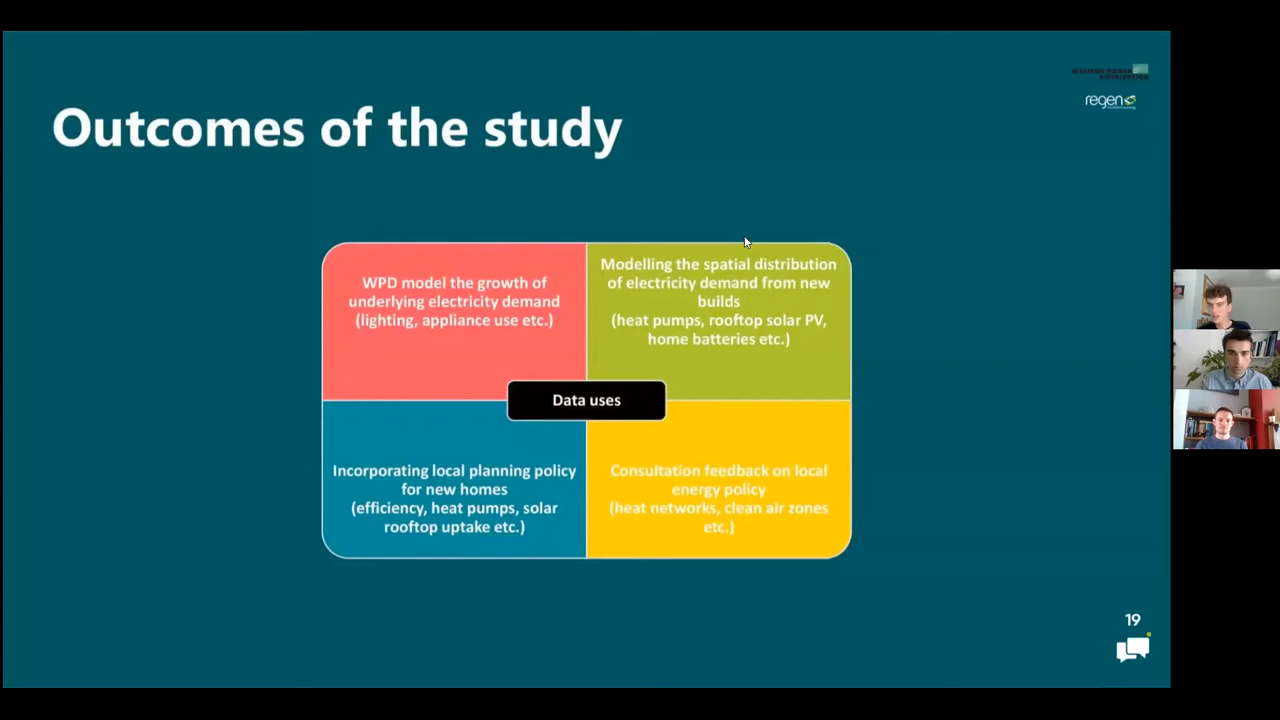 WESTERN POWER
DISTRIBUTION
regen
Outcomes of the study
WPD model the growth of
underlying electricity demand
(lighting, appliance use etc.)
Modelling the spatial distribution
of electricity demand from new
builds
(heat pumps, rooftop solar PV,
home batteries etc.)
Data uses
Incorporating local planning policy
for new homes
(efficiency, heat pumps, solar
rooftop uptake etc.)
Consultation feedback on local
energy policy
(heat networks, clean air zones
etc.)
19